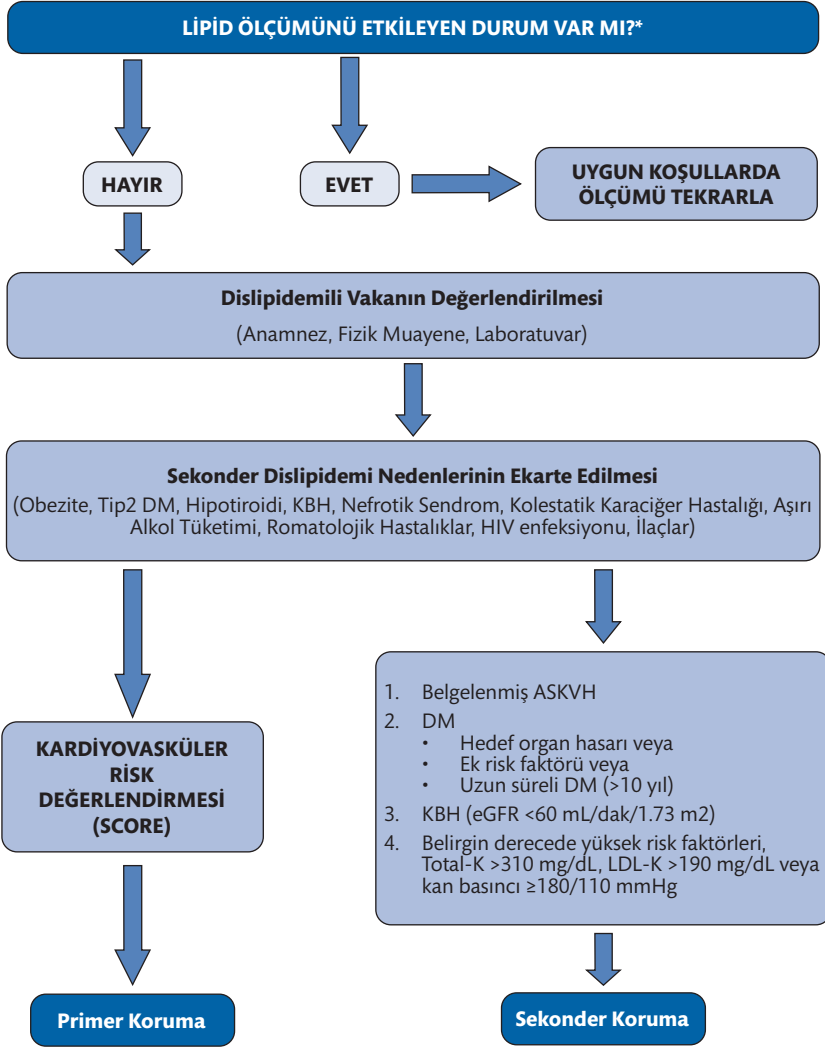 LİPİD ÖLÇÜMÜNÜ ETKİLEYEN DURUM VAR MI?*
HAYIR
EVET
UYGUN KOŞULLARDA
ÖLÇÜMÜ TEKRARLA
Dislipidemili Vakanın Değerlendirilmesi
(Anamnez, Fizik Muayene, Laboratuvar)
Sekonder Dislipidemi Nedenlerinin Ekarte Edilmesi
(Obezite, Tip2 DM, Hipotiroidi, KBH, Nefrotik Sendrom, Kolestatik Karaciğer Hastalığı, Aşırı
Alkol Tüketimi, Romatolojik Hastalıklar, HIV enfeksiyonu, İlaçlar)
KARDİYOVASKÜLER
RİSK
DEĞERLENDİRMESİ
(SCORE)
1. Belgelenmiş ASKVH
2. DM
• Hedef organ hasarı veya
• Ek risk faktörü veya
• Uzun süreli DM (>10 yıl)
3. KBH (eGFR <60 mL/dak/1.73 m2)
4. Belirgin derecede yüksek risk faktörleri,
Total-K >310 mg/dL, LDL-K >190 mg/dL veya
kan basıncı ≥180/110 mmHg
Primer Koruma
Sekonder Koruma